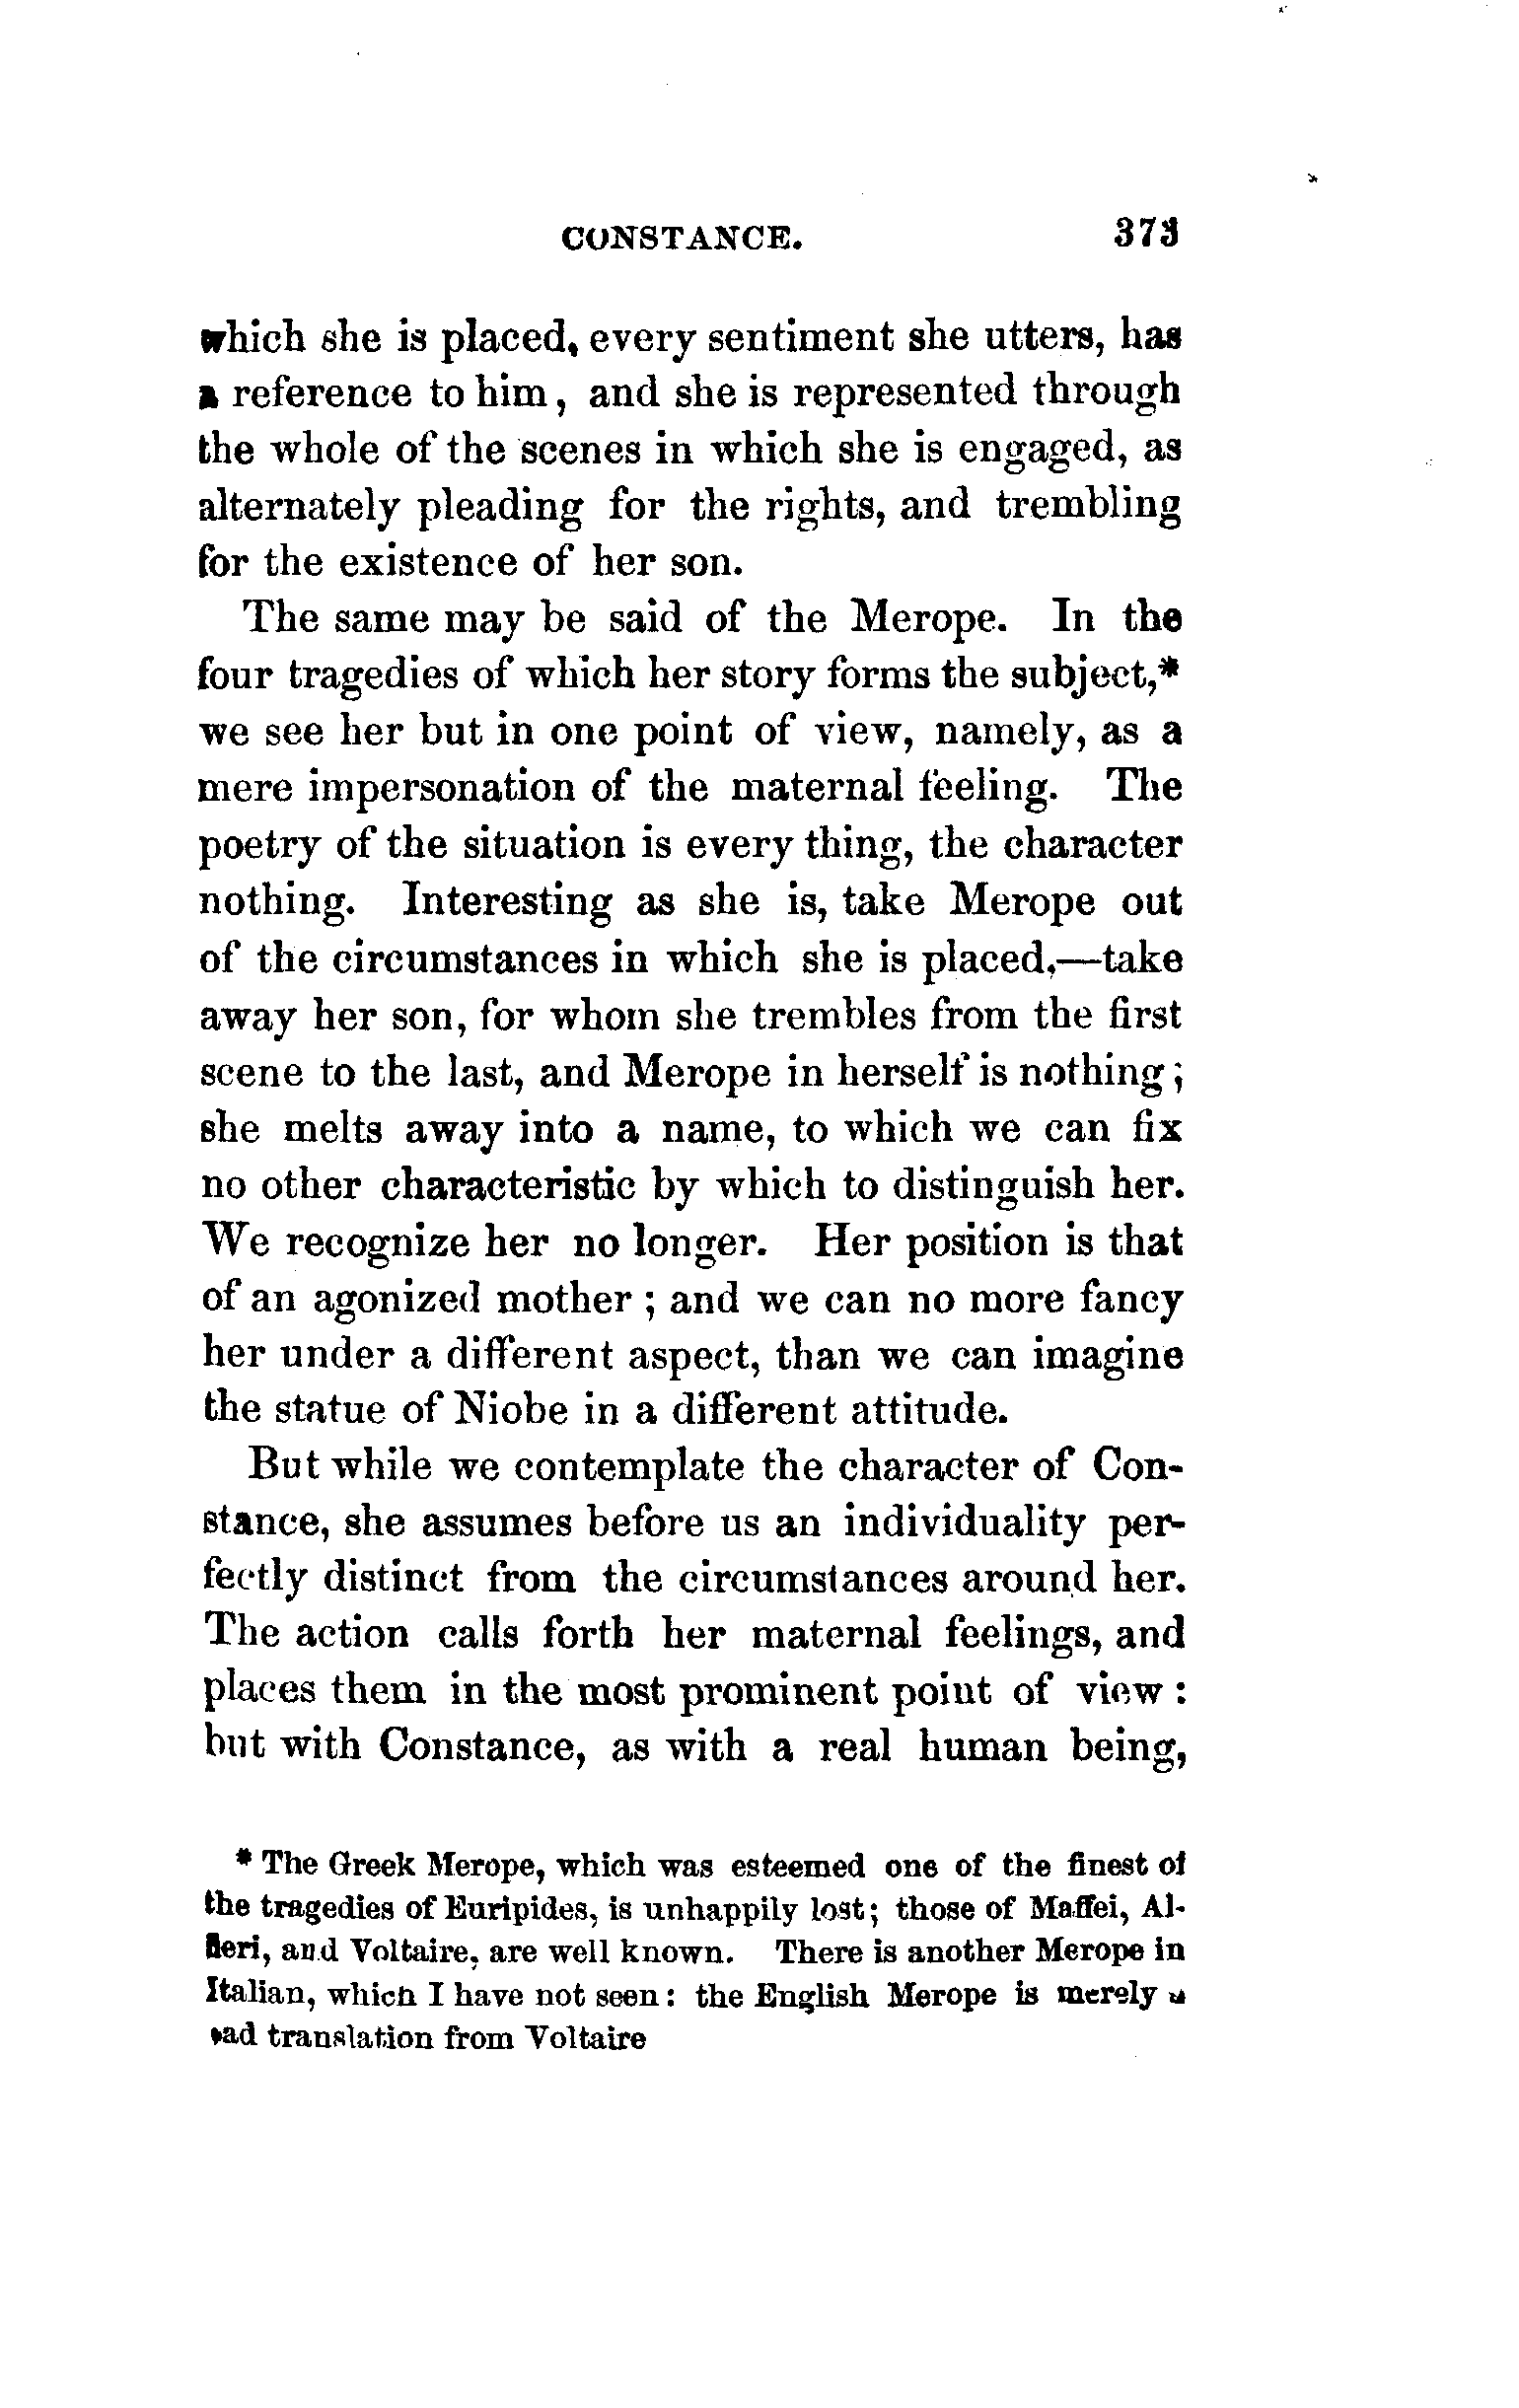 CONSTANCE. 373
which she is placed, every sentiment she utters, has
a reference to him, and she is represented through
the whole of the scenes in which she is engaged, as
alternately pleading for the rights, and trembling
for the existence of her son.
The same may be said of the Merope. In the
four tragedies of which her story forms the subject,*
we see her but in one point of view, namely, as a
mere impersonation of the maternal feeling. The
poetry of the situation is every thing, the character
nothing. Interesting as she is, take Merope out
of the circumstances in which she is placed,—take
away her son, for whom she trembles from the first
scene to the last, and Merope in herself is nothing;
she melts away into a name, to which we can fix
no other characteristic by which to distinguish her.
We recognize her no longer. Her position is that
of an agonized mother; and we can no more fancy
her under a different aspect, than we can imagine
the statue of Niobe in a different attitude.
But while we contemplate the character of Con-
stance, she assumes before us an individuality per-
fectly distinct from the circumstances around her.
The action calls forth her maternal feelings, and
places them in the most prominent point of view:
but with Constance, as with a real human being,
* The Greek Merope, which was esteemed one of the finest of
the tragedies of Euripides, is unhappily lost; those of Maffei, Al-
fieri, and Voltaire, are well known. There is another Merope in
Italian, which I have not seen: the English Merope is merely a
bad translation from Voltaire